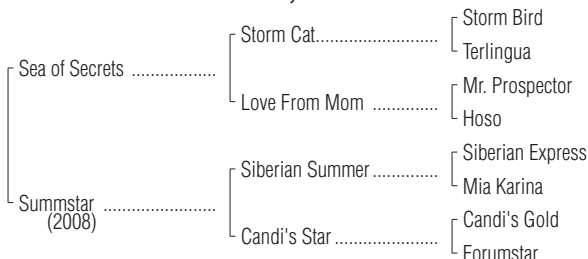 Storm Bird
Storm Cat
Terlingua
Sea of Secrets
Mr. Prospector
Love From Mom
Hoso
Siberian Express
Siberian Summer
Mia Karina
Summstar
(2008)
Candi's Gold
Candi's Star
Forumstar